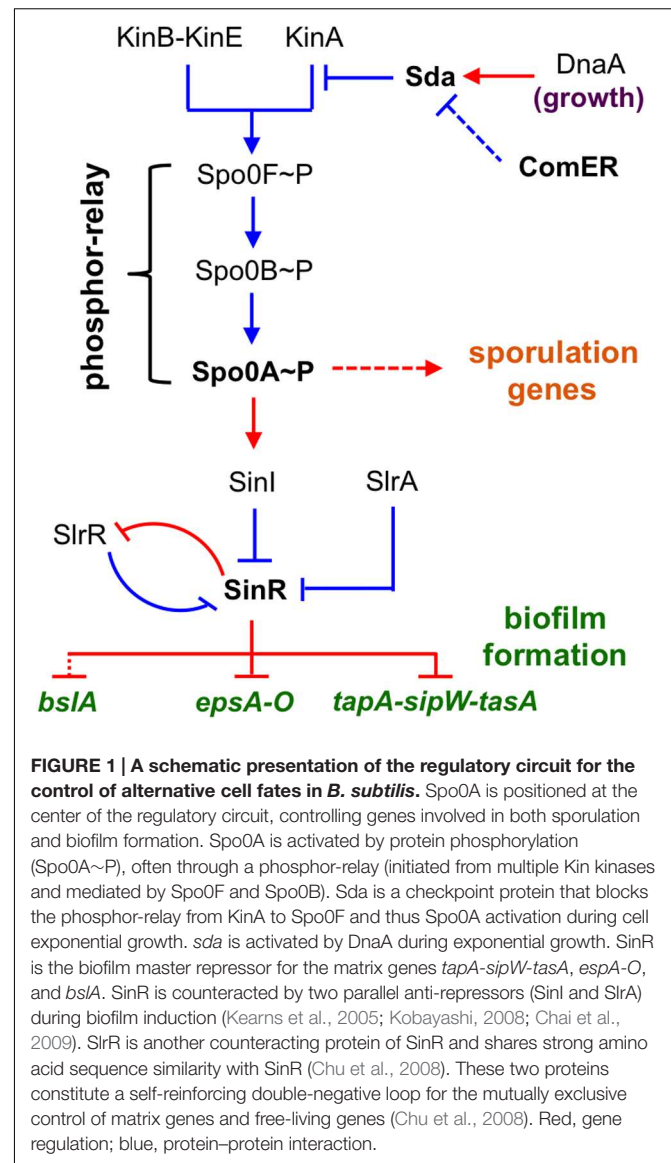 KinB-KinE KinA
Sda
DnaA
(growth)
ComER
phosphor-relay
Spo0F~P
Spo0B~P
Spo0A~P
sporulation
genes
SinI
SlrA
SlrR
SinR
biofilm
formation
bslA
epsA-O
tapA-sipW-tasA
FIGURE 1 | A schematic presentation of the regulatory circuit for the
control of alternative cell fates in B. subtilis. Spo0A is positioned at the
center of the regulatory circuit, controlling genes involved in both sporulation
and biofilm formation. Spo0A is activated by protein phosphorylation
(Spo0A∼P), often through a phosphor-relay (initiated from multiple Kin kinases
and mediated by Spo0F and Spo0B). Sda is a checkpoint protein that blocks
the phosphor-relay from KinA to Spo0F and thus Spo0A activation during cell
exponential growth. sda is activated by DnaA during exponential growth. SinR
is the biofilm master repressor for the matrix genes tapA-sipW-tasA, espA-O,
and bslA. SinR is counteracted by two parallel anti-repressors (SinI and SlrA)
during biofilm induction (Kearns et al., 2005; Kobayashi, 2008; Chai et al.,
2009). SlrR is another counteracting protein of SinR and shares strong amino
acid sequence similarity with SinR (Chu et al., 2008). These two proteins
constitute a self-reinforcing double-negative loop for the mutually exclusive
control of matrix genes and free-living genes (Chu et al., 2008). Red, gene
regulation; blue, protein–protein interaction.